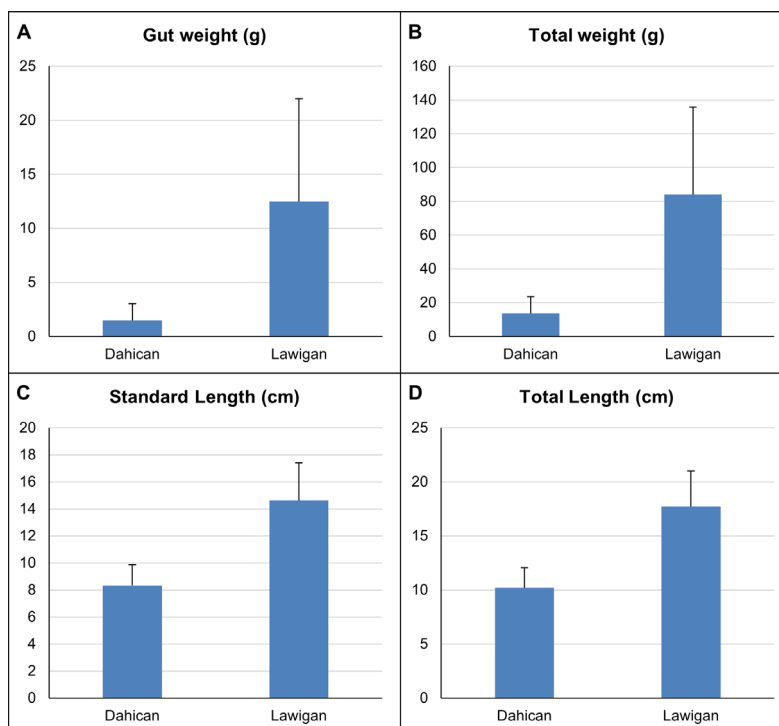 A
Gut weight (g)
25
20
15
10
5
0
Dahican
Lawigan
B
Total weight (g)
160
140
120
100
80
60
40
20
0
Dahican
Lawigan
C
Standard Length (cm)
20
18
16
14
12
10
8
6
4
2
0
Dahican
Lawigan
D
Total Length (cm)
25
20
15
10
5
0
Dahican
Lawigan